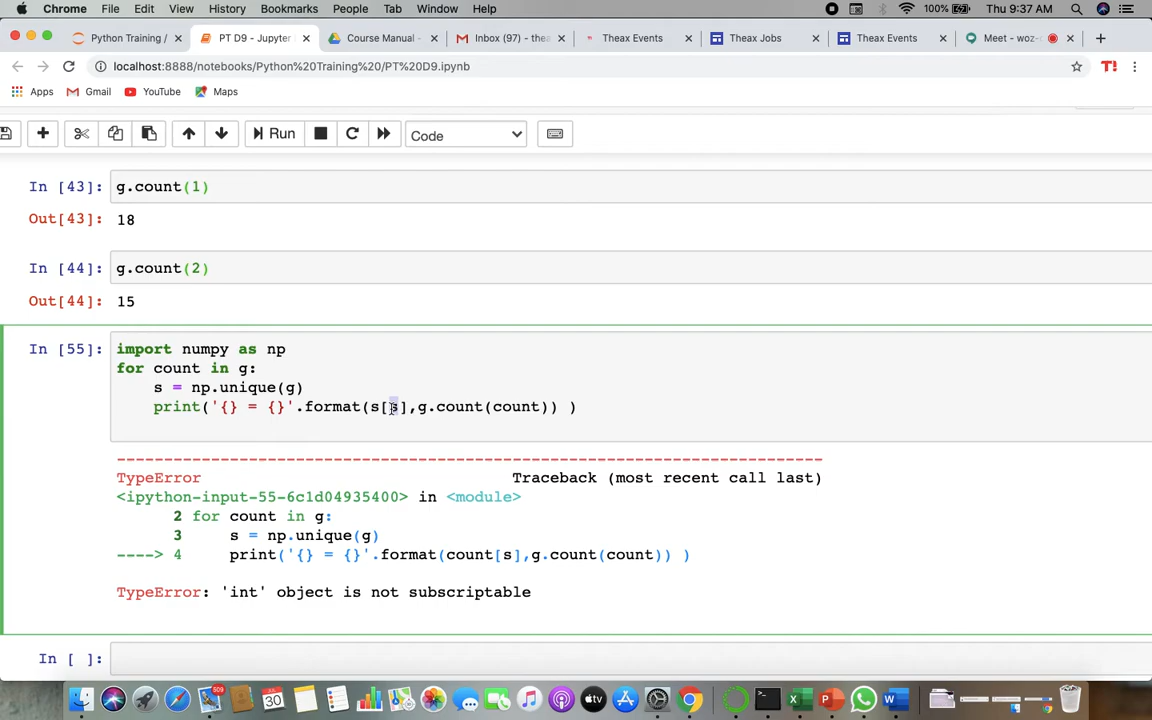 Chrome File Edit View History Bookmarks People Tab Window Help 100% Thu 9:37 AM
Python Training / × PT D9 - Jupyter × Course Manual - × Inbox (97) - thea × Theax Events × Theax Jobs × Theax Events × Meet - woz- × +
localhost:8888/notebooks/Python%20Training%20/PT%20D9.ipynb T!
Apps Gmail YouTube Maps
Run Code
In [43]: g.count(1)
Out[43]: 18
In [44]: g.count(2)
Out[44]: 15
In [55]: import numpy as np
for count in g:
s = np.unique(g)
print('{} = {}'.format(s[s],g.count(count)) )
---------------------------------------------------------------------------
TypeError Traceback (most recent call last)
<ipython-input-55-6c1d04935400> in <module>
2 for count in g:
3 s = np.unique(g)
----> 4 print('{} = {}'.format(count[s],g.count(count)) )
TypeError: 'int' object is not subscriptable
In [ ]:
509
30